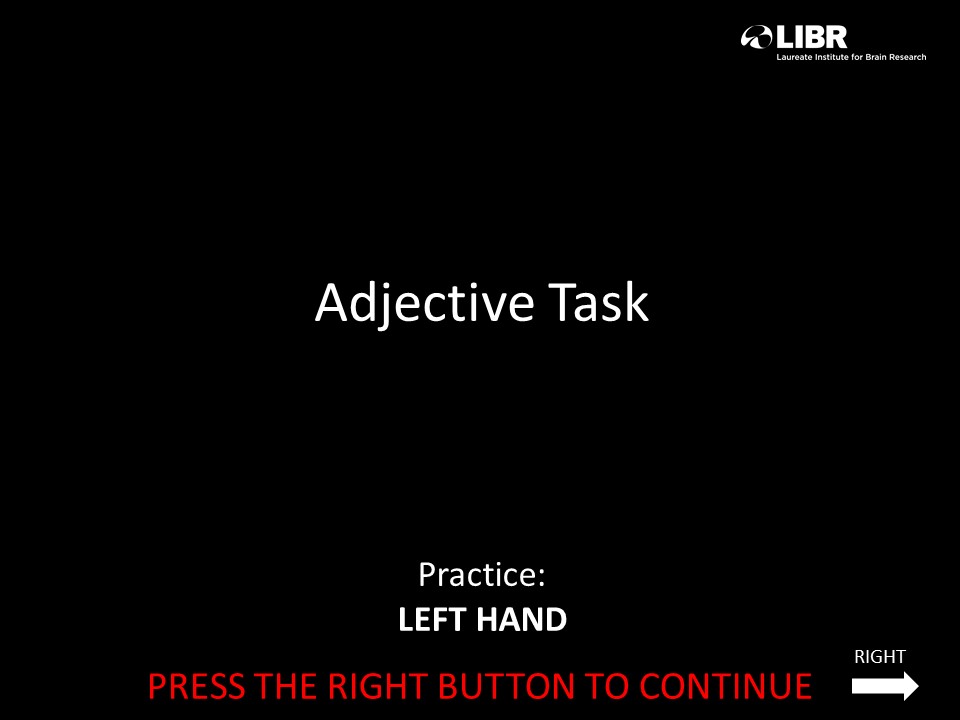 LIBR
Laureate Institute for Brain Research
Adjective Task
Practice:
LEFT HAND
RIGHT
PRESS THE RIGHT BUTTON TO CONTINUE